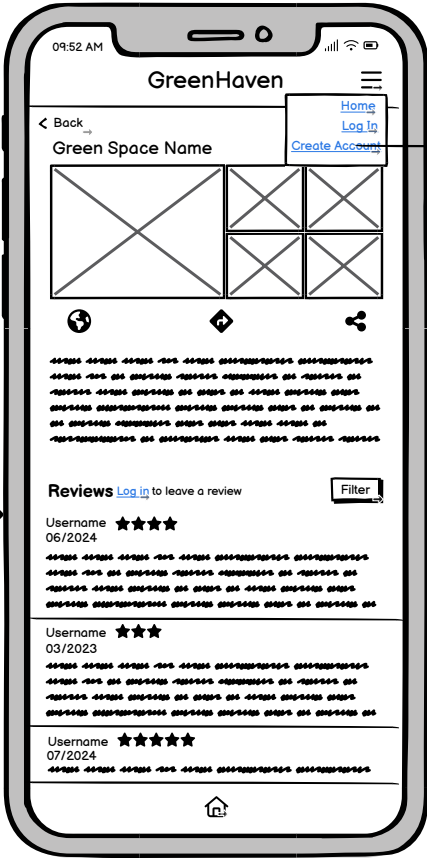 09:52 AM
GreenHaven
Home
Log In
Create Account
Back
Green Space Name
Reviews Log in to leave a review
Filter
Username
06/2024
Username
03/2023
Username
07/2024